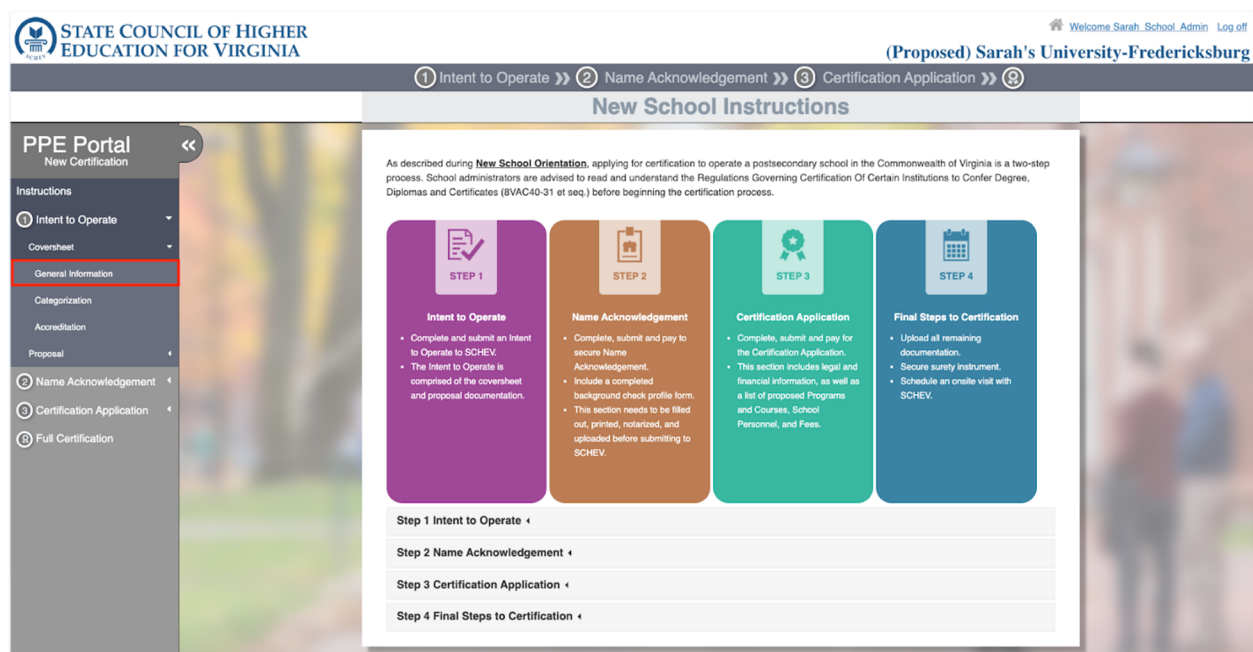 STATE COUNCIL OF HIGHER
EDUCATION FOR VIRGINIA
SCHEV
Welcome Sarah_School_Admin Log off
(Proposed) Sarah's University-Fredericksburg
1 Intent to Operate 2 Name Acknowledgement 3 Certification Application
New School Instructions
PPE Portal
New Certification
Instructions
1 Intent to Operate
Coversheet
General Information
Categorization
Accreditation
Proposal
2 Name Acknowledgement
3 Certification Application
Full Certification
As described during New School Orientation, applying for certification to operate a postsecondary school in the Commonwealth of Virginia is a two-step
process. School administrators are advised to read and understand the Regulations Governing Certification Of Certain Institutions to Confer Degree,
Diplomas and Certificates (8VAC40-31 et seq.) before beginning the certification process.
STEP 1
Intent to Operate
• Complete and submit an Intent
to Operate to SCHEV.
• The Intent to Operate is
comprised of the coversheet
and proposal documentation.
STEP 2
Name Acknowledgement
• Complete, submit and pay to
secure Name
Acknowledgement.
• Include a completed
background check profile form.
• This section needs to be filled
out, printed, notarized, and
uploaded before submitting to
SCHEV.
STEP 3
Certification Application
• Complete, submit and pay for
the Certification Application.
• This section includes legal and
financial information, as well as
a list of proposed Programs
and Courses, School
Personnel, and Fees.
STEP 4
Final Steps to Certification
• Upload all remaining
documentation.
• Secure surety instrument.
• Schedule an onsite visit with
SCHEV.
Step 1 Intent to Operate
Step 2 Name Acknowledgement
Step 3 Certification Application
Step 4 Final Steps to Certification